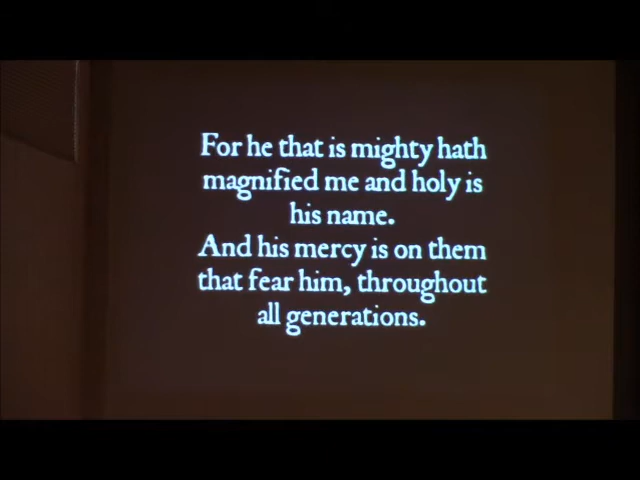 For he that is mighty hath
magnified me and holy is
his name.
And his mercy is on them
that fear him, throughout
all generations.